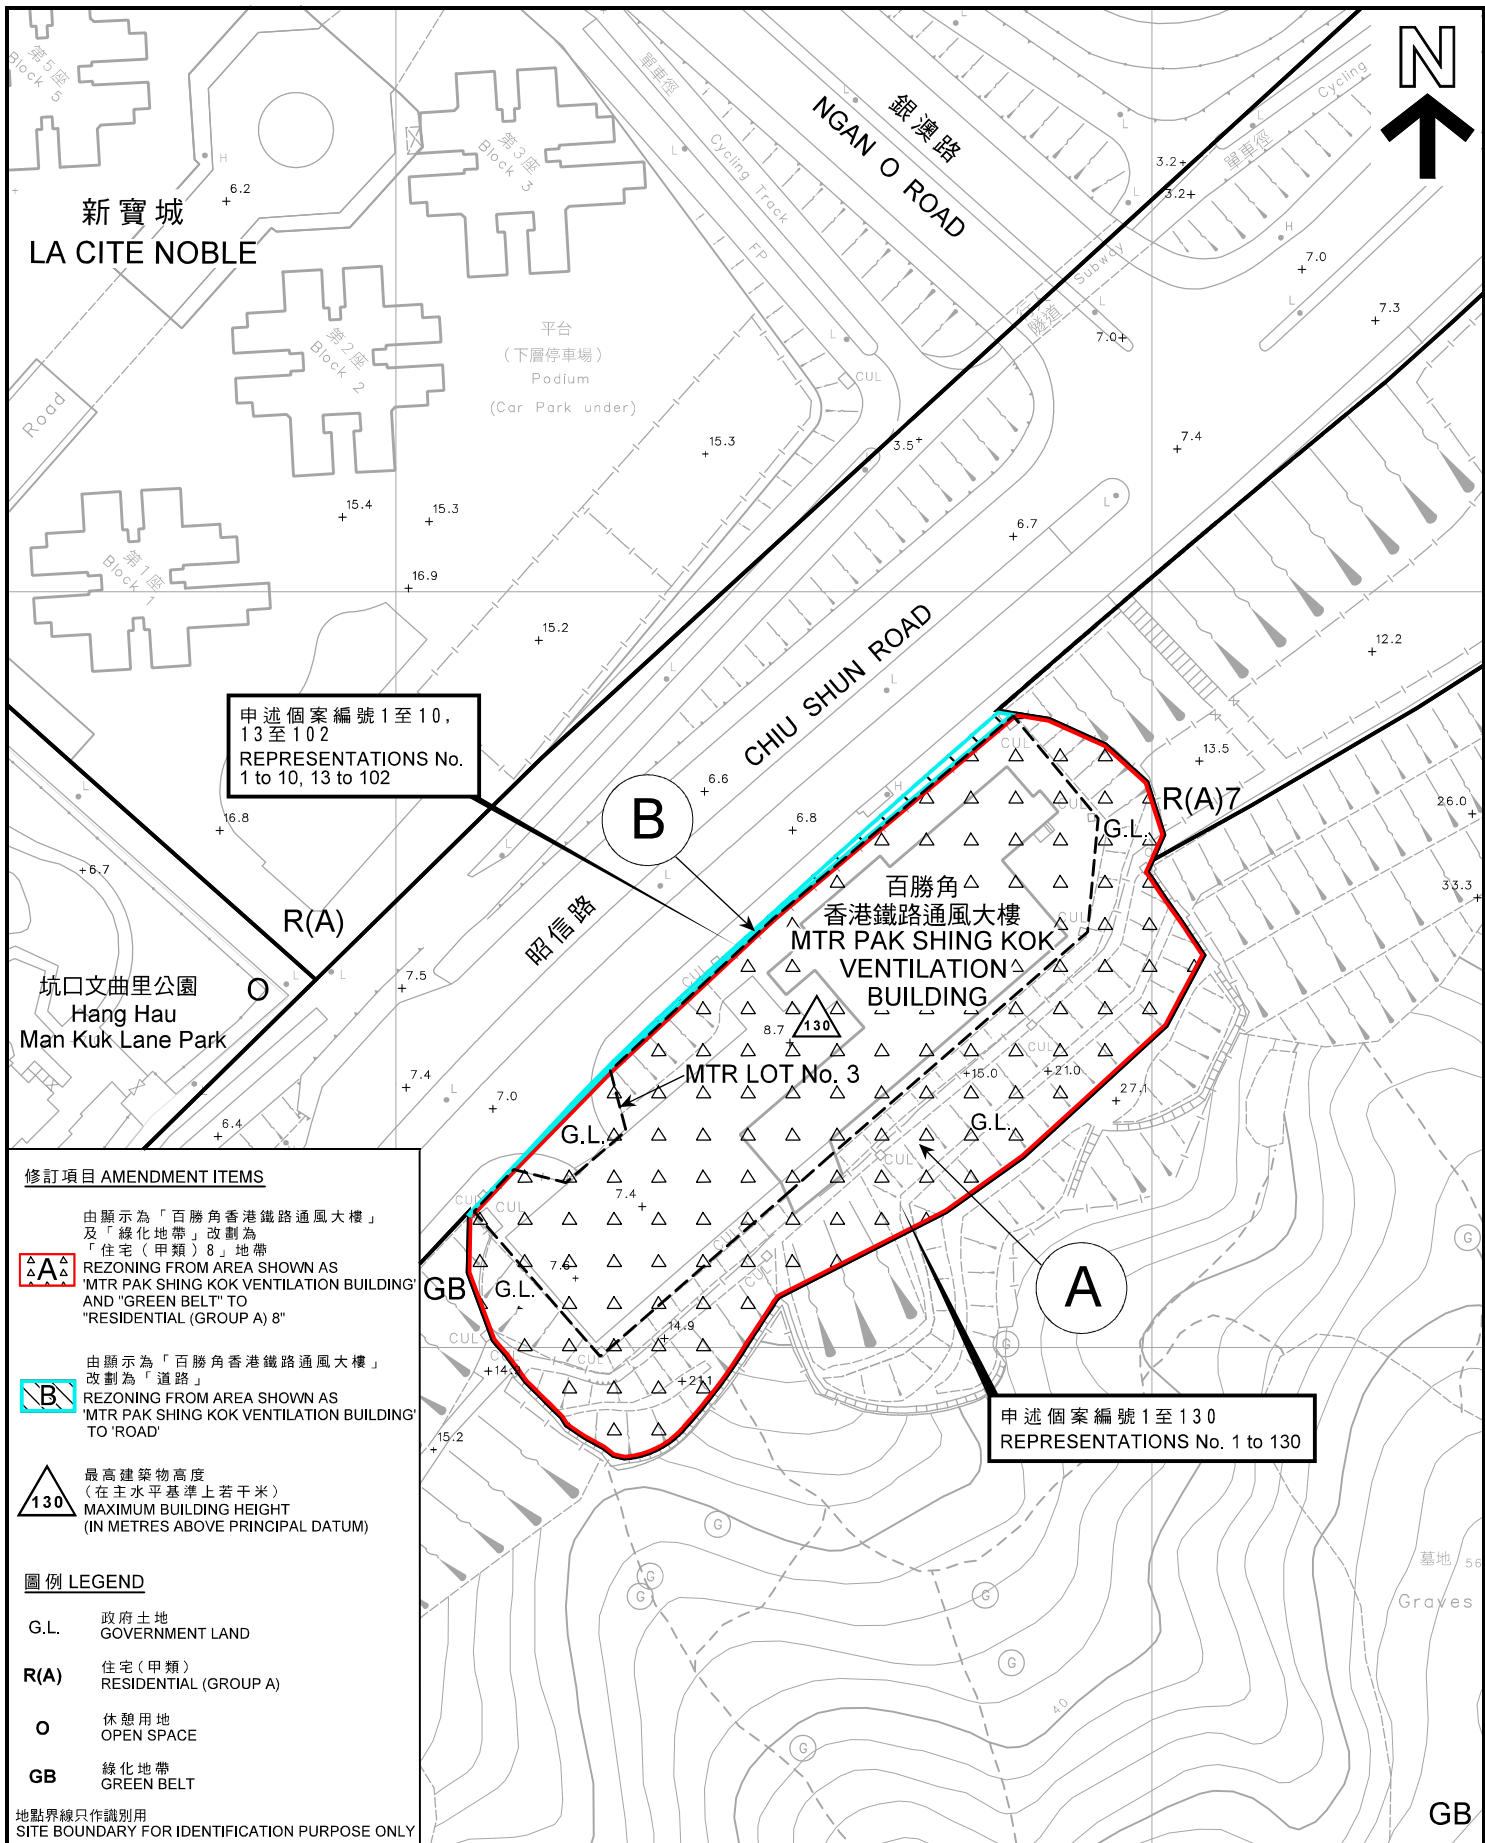 第5座
Block 5
H
6.2
新寶城
LA CITE NOBLE
第3座
Block 3
單車徑
Cycling Track
FP
L
L
L
銀澳路
NGAN O ROAD
L
L
L
3.2
3.2
單車徑
Cycling
N
H
7.0
Subway
隧道
L
L
7.0
7.3
第2座
Block 2
平台
(下層停車場)
Podium
(Car Park under)
CUL
Road
15.3
3.5
7.4
15.4
15.3
6.7
L
第1座
Block 1
16.9
15.2
12.2
CHIU SHUN ROAD
L
申述個案編號1至10,
13至102
REPRESENTATIONS No.
1 to 10, 13 to 102
CUL
13.5
6.6
H
B
6.8
CUL
R(A)7
G.L.
26.0
L
16.8
L
6.7
L
33.3
百勝角
香港鐵路通風大樓
MTR PAK SHING KOK
VENTILATION
BUILDING
CUL
R(A)
昭信路
坑口文曲里公園
Hang Hau
Man Kuk Lane Park
O
L
L
7.5
CUL
8.7
130
CUL
MTR LOT No. 3
15.0
21.0
27.1
7.4
L
7.0
6.4
L
G.L.
G.L.
CUL
CUL
CUL
7.4
CUL
G
修訂項目 AMENDMENT ITEMS
由顯示為「百勝角香港鐵路通風大樓」
及「綠化地帶」改劃為
「住宅(甲類)8」地帶
A
REZONING FROM AREA SHOWN AS
'MTR PAK SHING KOK VENTILATION BUILDING'
AND "GREEN BELT" TO
"RESIDENTIAL (GROUP A) 8"
GB
G.L.
CUL
A
CUL
14.9
CUL
G
由顯示為「百勝角香港鐵路通風大樓」
改劃為「道路」
B
REZONING FROM AREA SHOWN AS
'MTR PAK SHING KOK VENTILATION BUILDING'
TO 'ROAD'
申述個案編號1至130
REPRESENTATIONS No. 1 to 130
15.2
130
最高建築物高度
(在主水平基準上若干米)
MAXIMUM BUILDING HEIGHT
(IN METRES ABOVE PRINCIPAL DATUM)
G
墓地
56
Graves
G
G
G
圖例 LEGEND
G.L.
政府土地
GOVERNMENT LAND
R(A)
住宅(甲類)
RESIDENTIAL (GROUP A)
G
40
O
休憩用地
OPEN SPACE
G
GB
綠化地帶
GREEN BELT
GB
地點界線只作識別用
SITE BOUNDARY FOR IDENTIFICATION PURPOSE ONLY